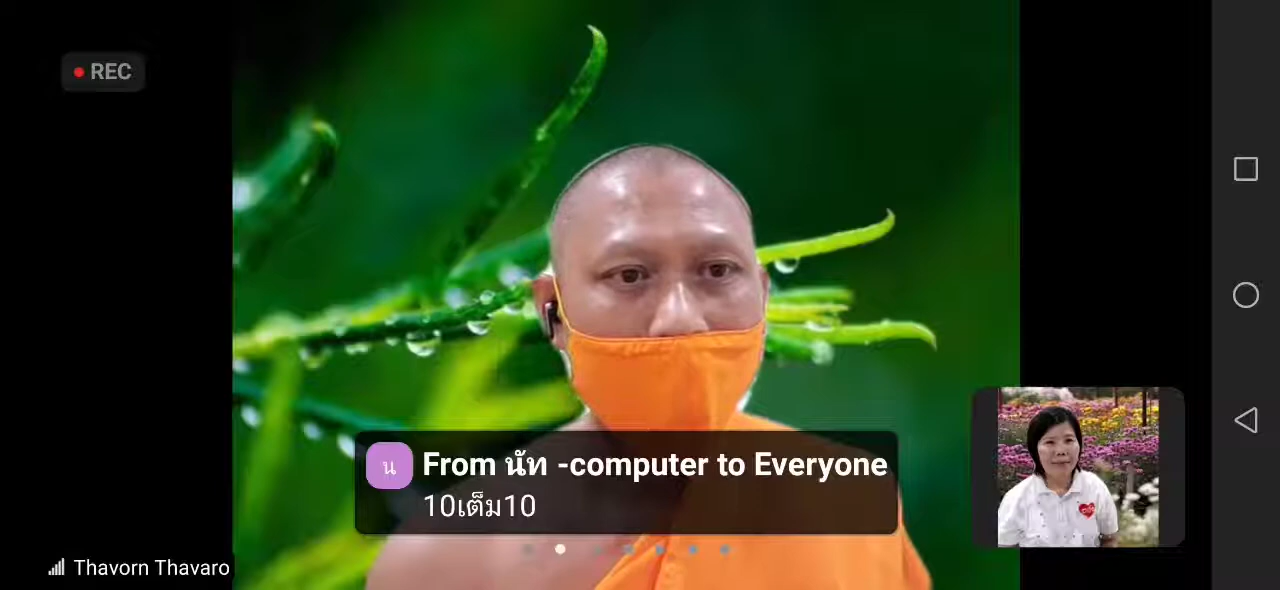 REC
น
From นัท -computer to Everyone
10เต็ม10
Thavorn Thavaro